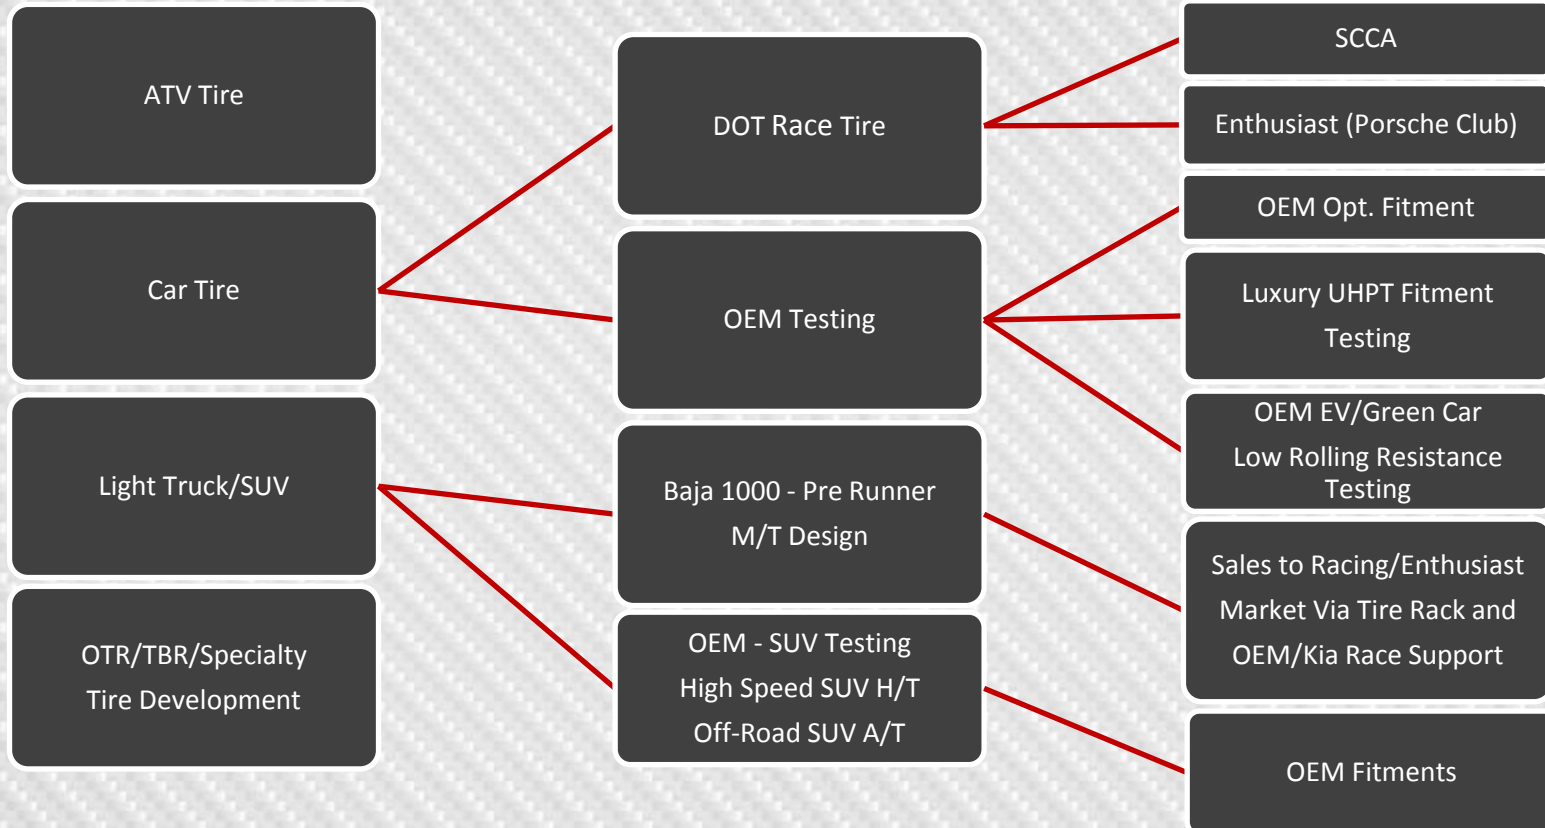 ATV Tire
Car Tire
Light Truck/SUV
OTR/TBR/Specialty
Tire Development
DOT Race Tire
OEM Testing
Baja 1000 - Pre Runner
M/T Design
OEM - SUV Testing
High Speed SUV H/T
Off-Road SUV A/T
SCCA
Enthusiast (Porsche Club)
OEM Opt. Fitment
Luxury UHPT Fitment
Testing
OEM EV/Green Car
Low Rolling Resistance
Testing
Sales to Racing/Enthusiast
Market Via Tire Rack and
OEM/Kia Race Support
OEM Fitments